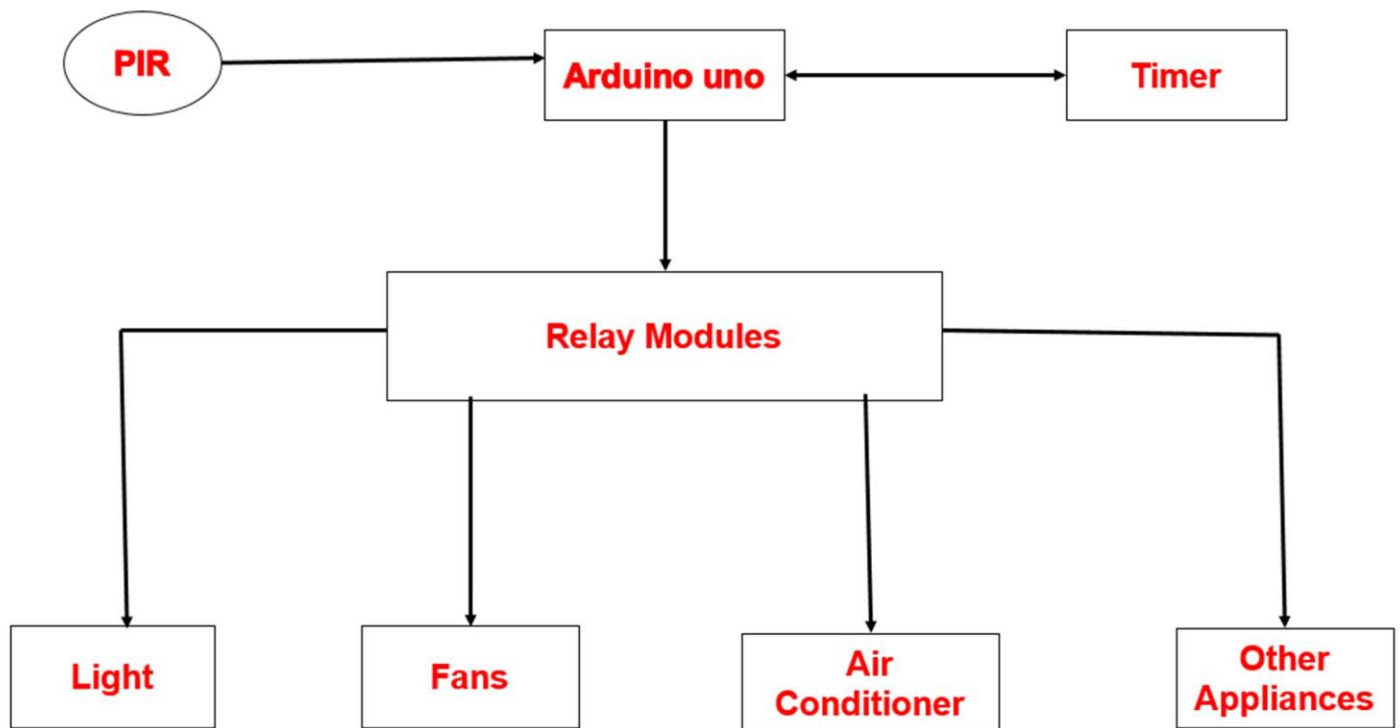 PIR
Arduino uno
Timer
Relay Modules
Light
Fans
Air
Conditioner
Other
Appliances